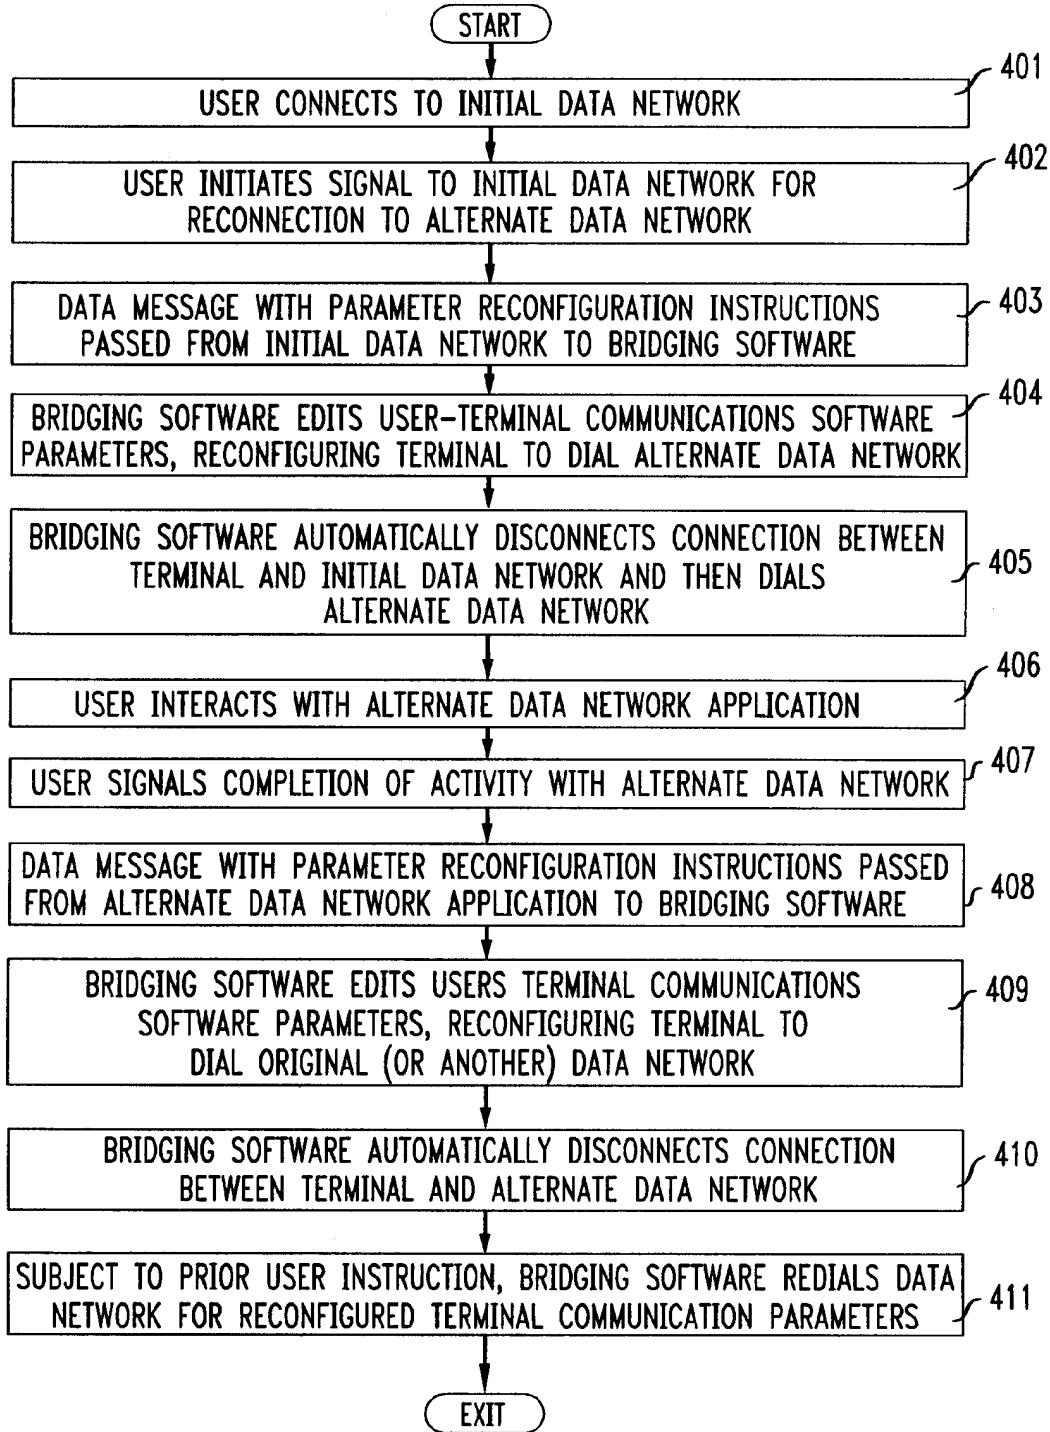 START
401
USER CONNECTS TO INITIAL DATA NETWORK
402
USER INITIATES SIGNAL TO INITIAL DATA NETWORK FOR
RECONNECTION TO ALTERNATE DATA NETWORK
403
DATA MESSAGE WITH PARAMETER RECONFIGURATION INSTRUCTIONS
PASSED FROM INITIAL DATA NETWORK TO BRIDGING SOFTWARE
404
BRIDGING SOFTWARE EDITS USER-TERMINAL COMMUNICATIONS SOFTWARE
PARAMETERS, RECONFIGURING TERMINAL TO DIAL ALTERNATE DATA NETWORK
405
BRIDGING SOFTWARE AUTOMATICALLY DISCONNECTS CONNECTION BETWEEN
TERMINAL AND INITIAL DATA NETWORK AND THEN DIALS
ALTERNATE DATA NETWORK
406
USER INTERACTS WITH ALTERNATE DATA NETWORK APPLICATION
407
USER SIGNALS COMPLETION OF ACTIVITY WITH ALTERNATE DATA NETWORK
DATA MESSAGE WITH PARAMETER RECONFIGURATION INSTRUCTIONS PASSED
FROM ALTERNATE DATA NETWORK APPLICATION TO BRIDGING SOFTWARE
408
BRIDGING SOFTWARE EDITS USERS TERMINAL COMMUNICATIONS
SOFTWARE PARAMETERS, RECONFIGURING TERMINAL TO
DIAL ORIGINAL (OR ANOTHER) DATA NETWORK
409
BRIDGING SOFTWARE AUTOMATICALLY DISCONNECTS CONNECTION
BETWEEN TERMINAL AND ALTERNATE DATA NETWORK
410
SUBJECT TO PRIOR USER INSTRUCTION, BRIDGING SOFTWARE REDIALS DATA
NETWORK FOR RECONFIGURED TERMINAL COMMUNICATION PARAMETERS
411
EXIT